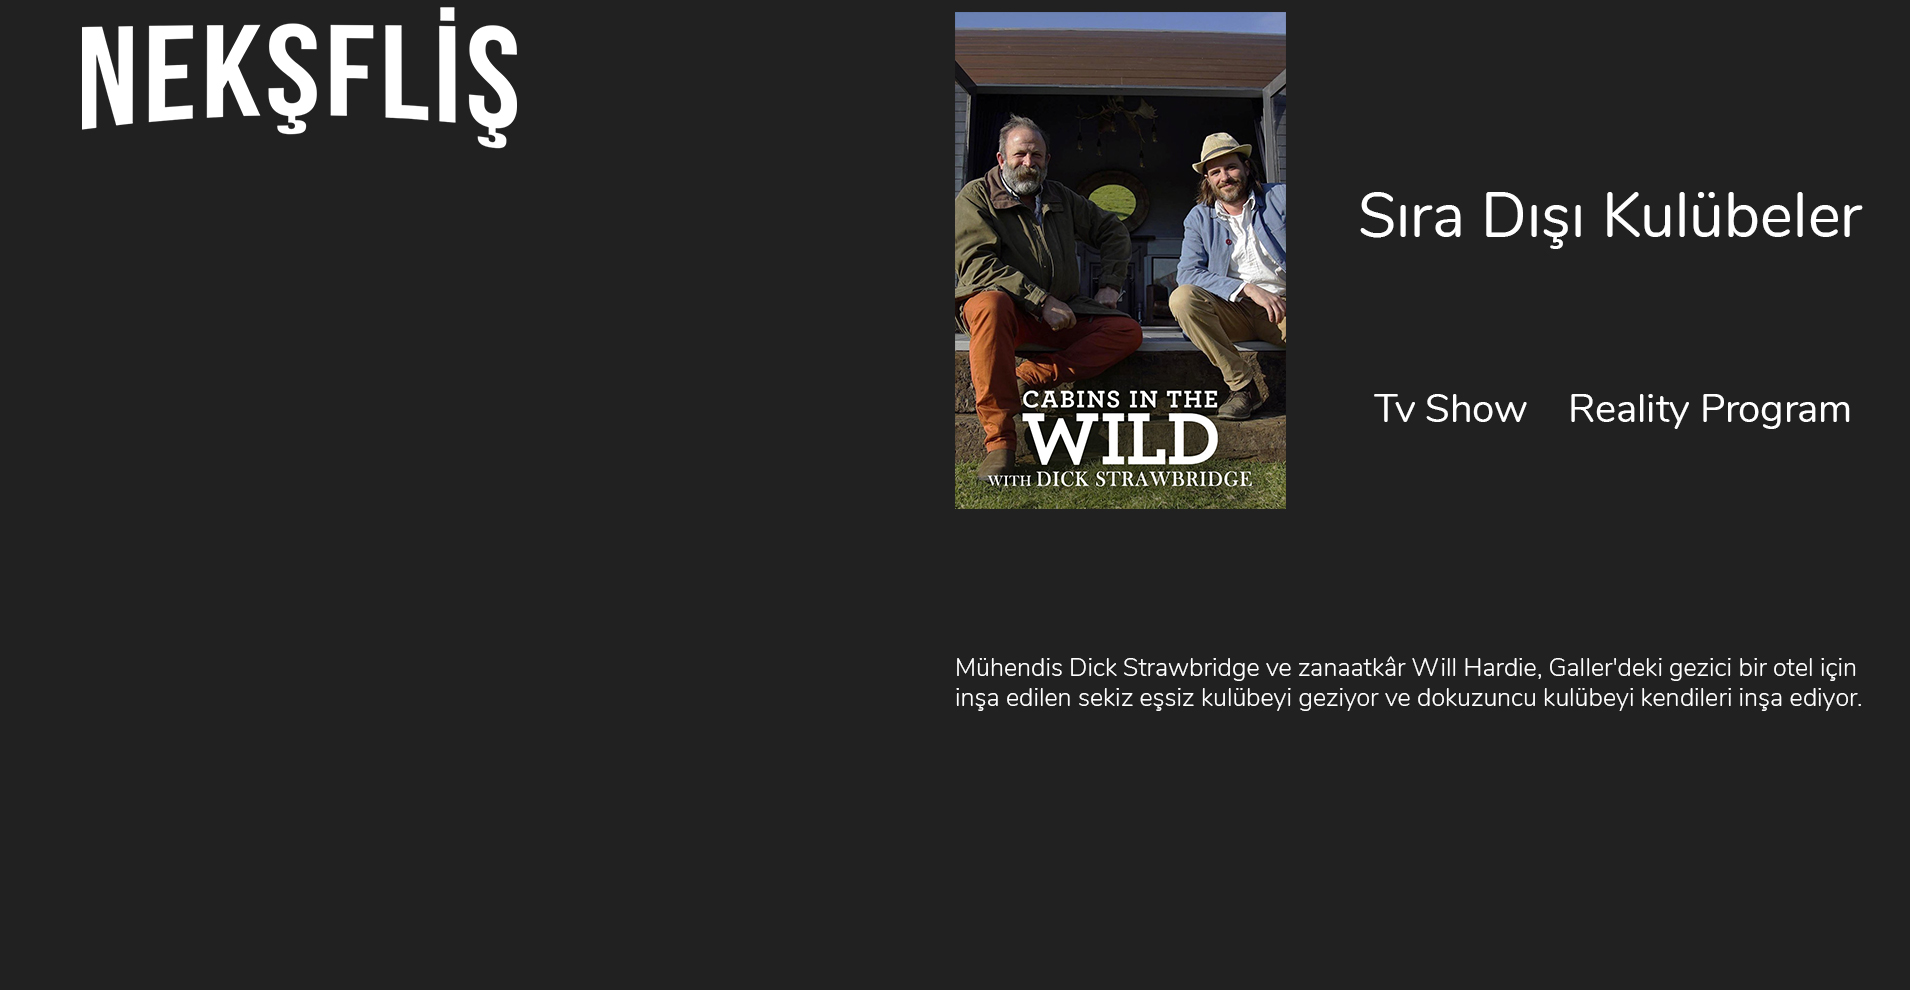 NEKŞFLİŞ
CABINS IN THE
WILD
WITH DICK STRAWBRIDGE
Sıra Dışı Kulübeler
Tv Show Reality Program
Mühendis Dick Strawbridge ve zanaatkâr Will Hardie, Galler'deki gezici bir otel için
inşa edilen sekiz eşsiz kulübeyi geziyor ve dokuzuncu kulübeyi kendileri inşa ediyor.